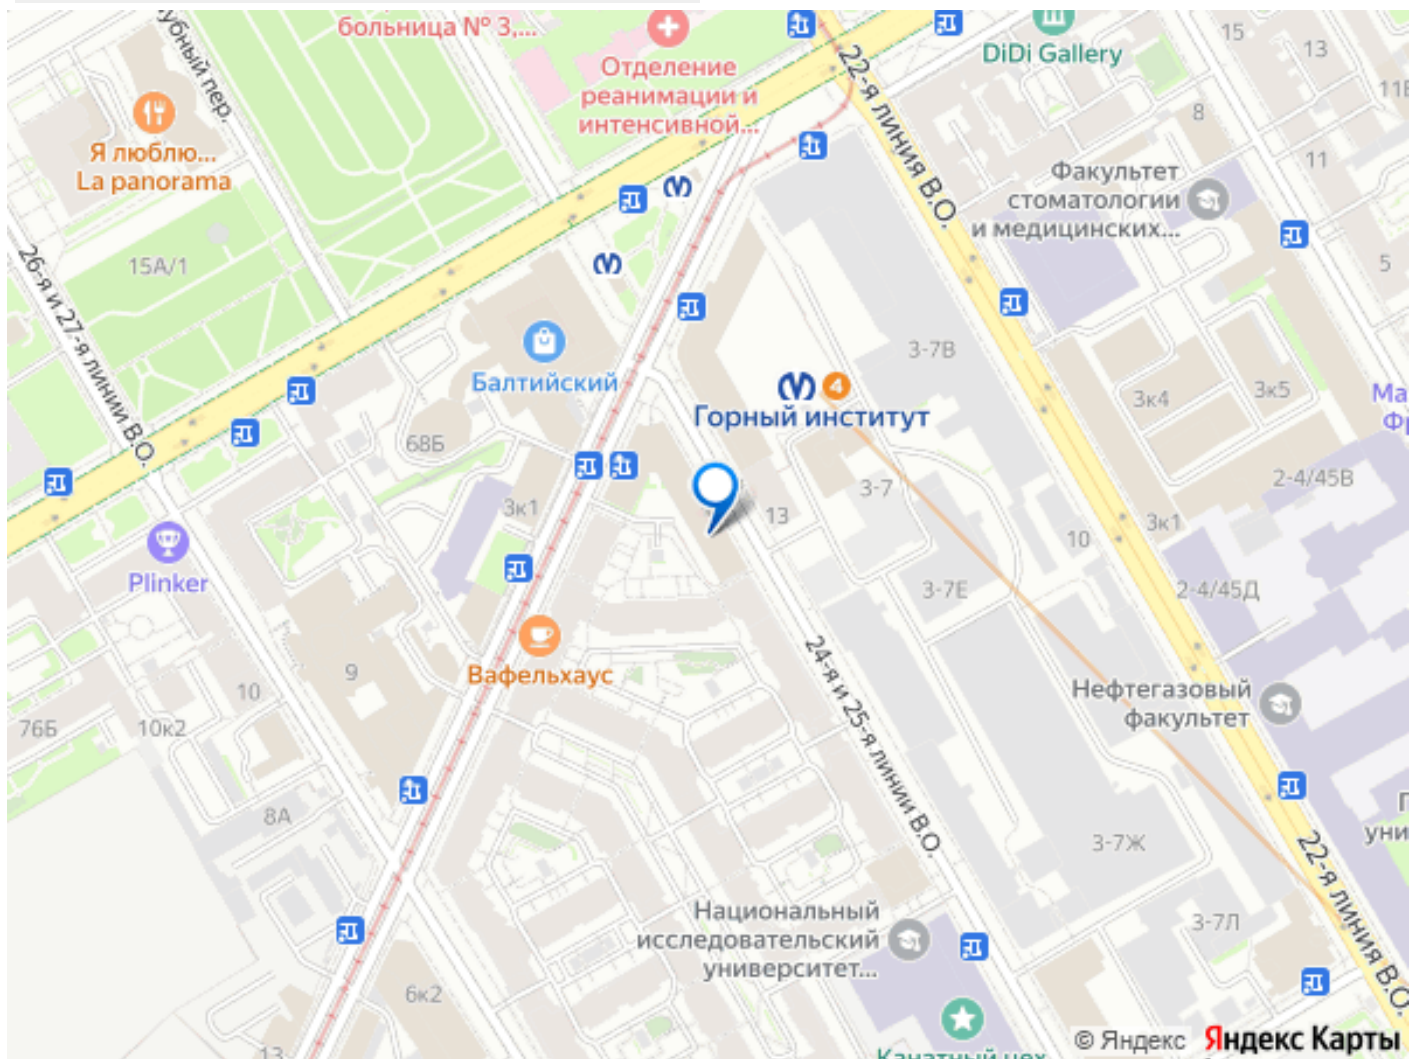 больница № 3,...
Отделение
реанимации и
интенсивной...
DiDi Gallery
22-я линия В.О.
15
13
11
8
5
Я люблю...
La panorama
15А/1
26-я и 27-я линии В.О.
Факультет
стоматологии
и медицинских...
Балтийский
3-7В
4
Горный институт
3к4
3к5
68Б
3к1
3-7
13
2-4/45В
3к1
10
Plinker
3-7Е
2-4/45Д
Вафельхаус
9
10
76Б
10к2
24-я и 25-я линии В.О.
Нефтегазовый
факультет
8А
3-7Ж
22-я линия В.О.
Национальный
исследовательский
университет...
3-7Л
6к2
13
Канатный цех
© Яндекс Яндекс Карты